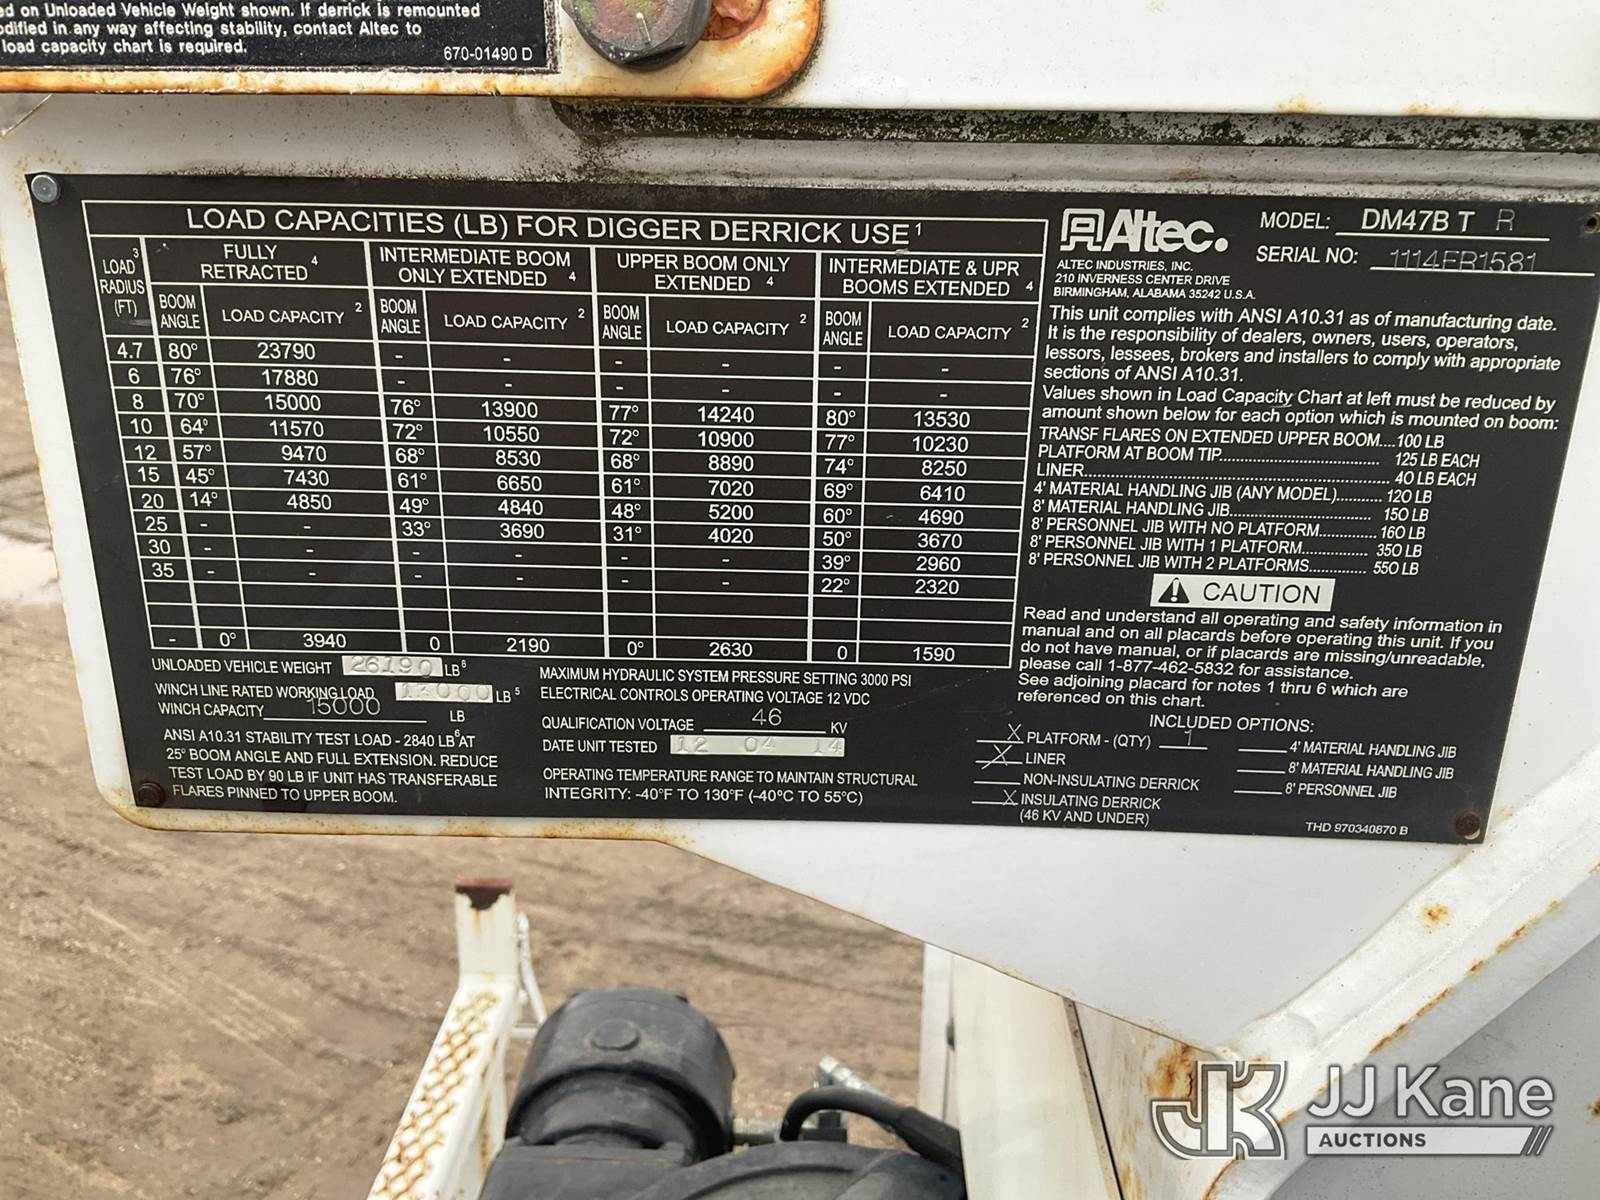 ed on Unloaded Vehicle Weight shown. If derrick is remounted
odified in any way affecting stability, contact Altec to
load capacity chart is required.
670-01490 D
LOAD CAPACITIES (LB) FOR DIGGER DERRICK USE 1
LOAD 3 RADIUS (FT) FULLY RETRACTED 4 INTERMEDIATE BOOM ONLY EXTENDED 4 UPPER BOOM ONLY EXTENDED 4 INTERMEDIATE & UPR BOOMS EXTENDED 4
BOOM ANGLE LOAD CAPACITY 2 BOOM ANGLE LOAD CAPACITY 2 BOOM ANGLE LOAD CAPACITY 2 BOOM ANGLE LOAD CAPACITY 2
4.7 80° 23790 - - - - - -
6 76° 17880 - - - - - -
8 70° 15000 76° 13900 77° 14240 80° 13530
10 64° 11570 72° 10550 72° 10900 77° 10230
12 57° 9470 68° 8530 68° 8890 74° 8250
15 45° 7430 61° 6650 61° 7020 69° 6410
20 14° 4850 49° 4840 48° 5200 60° 4690
25 - - 33° 3690 31° 4020 50° 3670
30 - - - - - - 39° 2960
35 - - - - - - 22° 2320
- 0° 3940 0 2190 0° 2630 0 1590
UNLOADED VEHICLE WEIGHT 26190 LB 6
WINCH LINE RATED WORKING LOAD 13000 LB 5
WINCH CAPACITY 15000 LB
ANSI A10.31 STABILITY TEST LOAD - 2840 LB 6 AT
25° BOOM ANGLE AND FULL EXTENSION. REDUCE
TEST LOAD BY 90 LB IF UNIT HAS TRANSFERABLE
FLARES PINNED TO UPPER BOOM.
MAXIMUM HYDRAULIC SYSTEM PRESSURE SETTING 3000 PSI
ELECTRICAL CONTROLS OPERATING VOLTAGE 12 VDC
QUALIFICATION VOLTAGE 46 KV
DATE UNIT TESTED 12 04 14
OPERATING TEMPERATURE RANGE TO MAINTAIN STRUCTURAL
INTEGRITY: -40°F TO 130°F (-40°C TO 55°C)
Altec.
MODEL: DM47B T R
SERIAL NO: 1114FR1581
ALTEC INDUSTRIES, INC.
210 INVERNESS CENTER DRIVE
BIRMINGHAM, ALABAMA 35242 U.S.A.
This unit complies with ANSI A10.31 as of manufacturing date.
It is the responsibility of dealers, owners, users, operators,
lessors, lessees, brokers and installers to comply with appropriate
sections of ANSI A10.31.
Values shown in Load Capacity Chart at left must be reduced by
amount shown below for each option which is mounted on boom:
TRANSF FLARES ON EXTENDED UPPER BOOM....100 LB
PLATFORM AT BOOM TIP.................... 125 LB EACH
LINER.................... 40 LB EACH
4' MATERIAL HANDLING JIB (ANY MODEL)........... 120 LB
8' MATERIAL HANDLING JIB.................... 150 LB
8' PERSONNEL JIB WITH NO PLATFORM.............. 160 LB
8' PERSONNEL JIB WITH 1 PLATFORM................ 350 LB
8' PERSONNEL JIB WITH 2 PLATFORMS.............. 550 LB
CAUTION
Read and understand all operating and safety information in
manual and on all placards before operating this unit. If you
do not have manual, or if placards are missing/unreadable,
please call 1-877-462-5832 for assistance.
See adjoining placard for notes 1 thru 6 which are
referenced on this chart.
INCLUDED OPTIONS:
X PLATFORM - (QTY) 1
X LINER
NON-INSULATING DERRICK
X INSULATING DERRICK
(46 KV AND UNDER)
4' MATERIAL HANDLING JIB
8' MATERIAL HANDLING JIB
8' PERSONNEL JIB
THD 970340870 B
JK JJ Kane
AUCTIONS